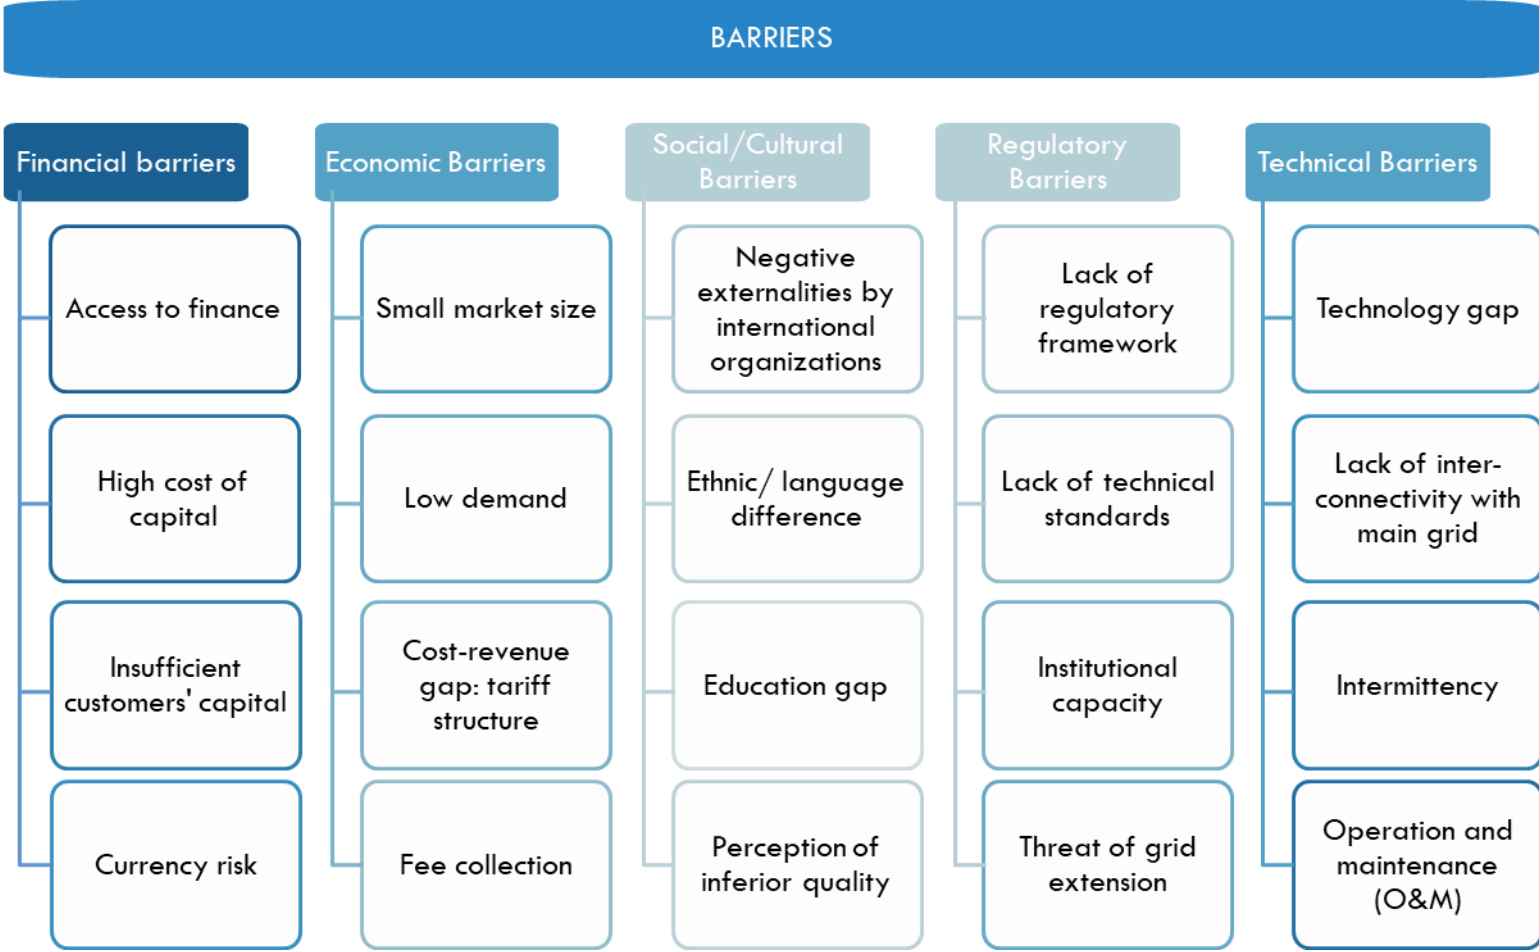 BARRIERS
Financial barriers
Access to finance
High cost of
capital
Insufficient
customers' capital
Currency risk
Economic Barriers
Small market size
Low demand
Cost-revenue
gap: tariff
structure
Fee collection
Social/Cultural
Barriers
Negative
externalities by
international
organizations
Ethnic/ language
difference
Education gap
Perception of
inferior quality
Regulatory
Barriers
Lack of
regulatory
framework
Lack of technical
standards
Institutional
capacity
Threat of grid
extension
Technical Barriers
Technology gap
Lack of inter-
connectivity with
main grid
Intermittency
Operation and
maintenance
(O&M)